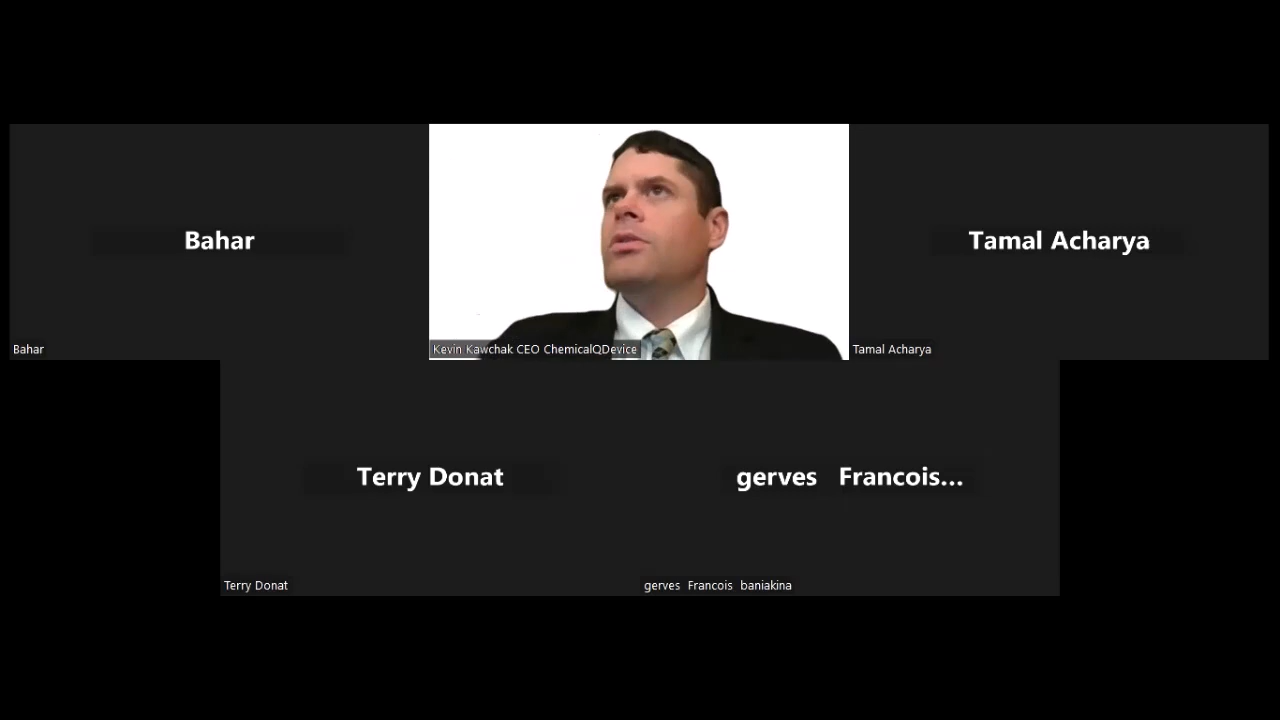 Bahar
Tamal Acharya
Bahar
Kevin Kawchak CEO ChemicalQDevice
Tamal Acharya
Terry Donat
gerves Francois...
Terry Donat
gerves Francois baniakina